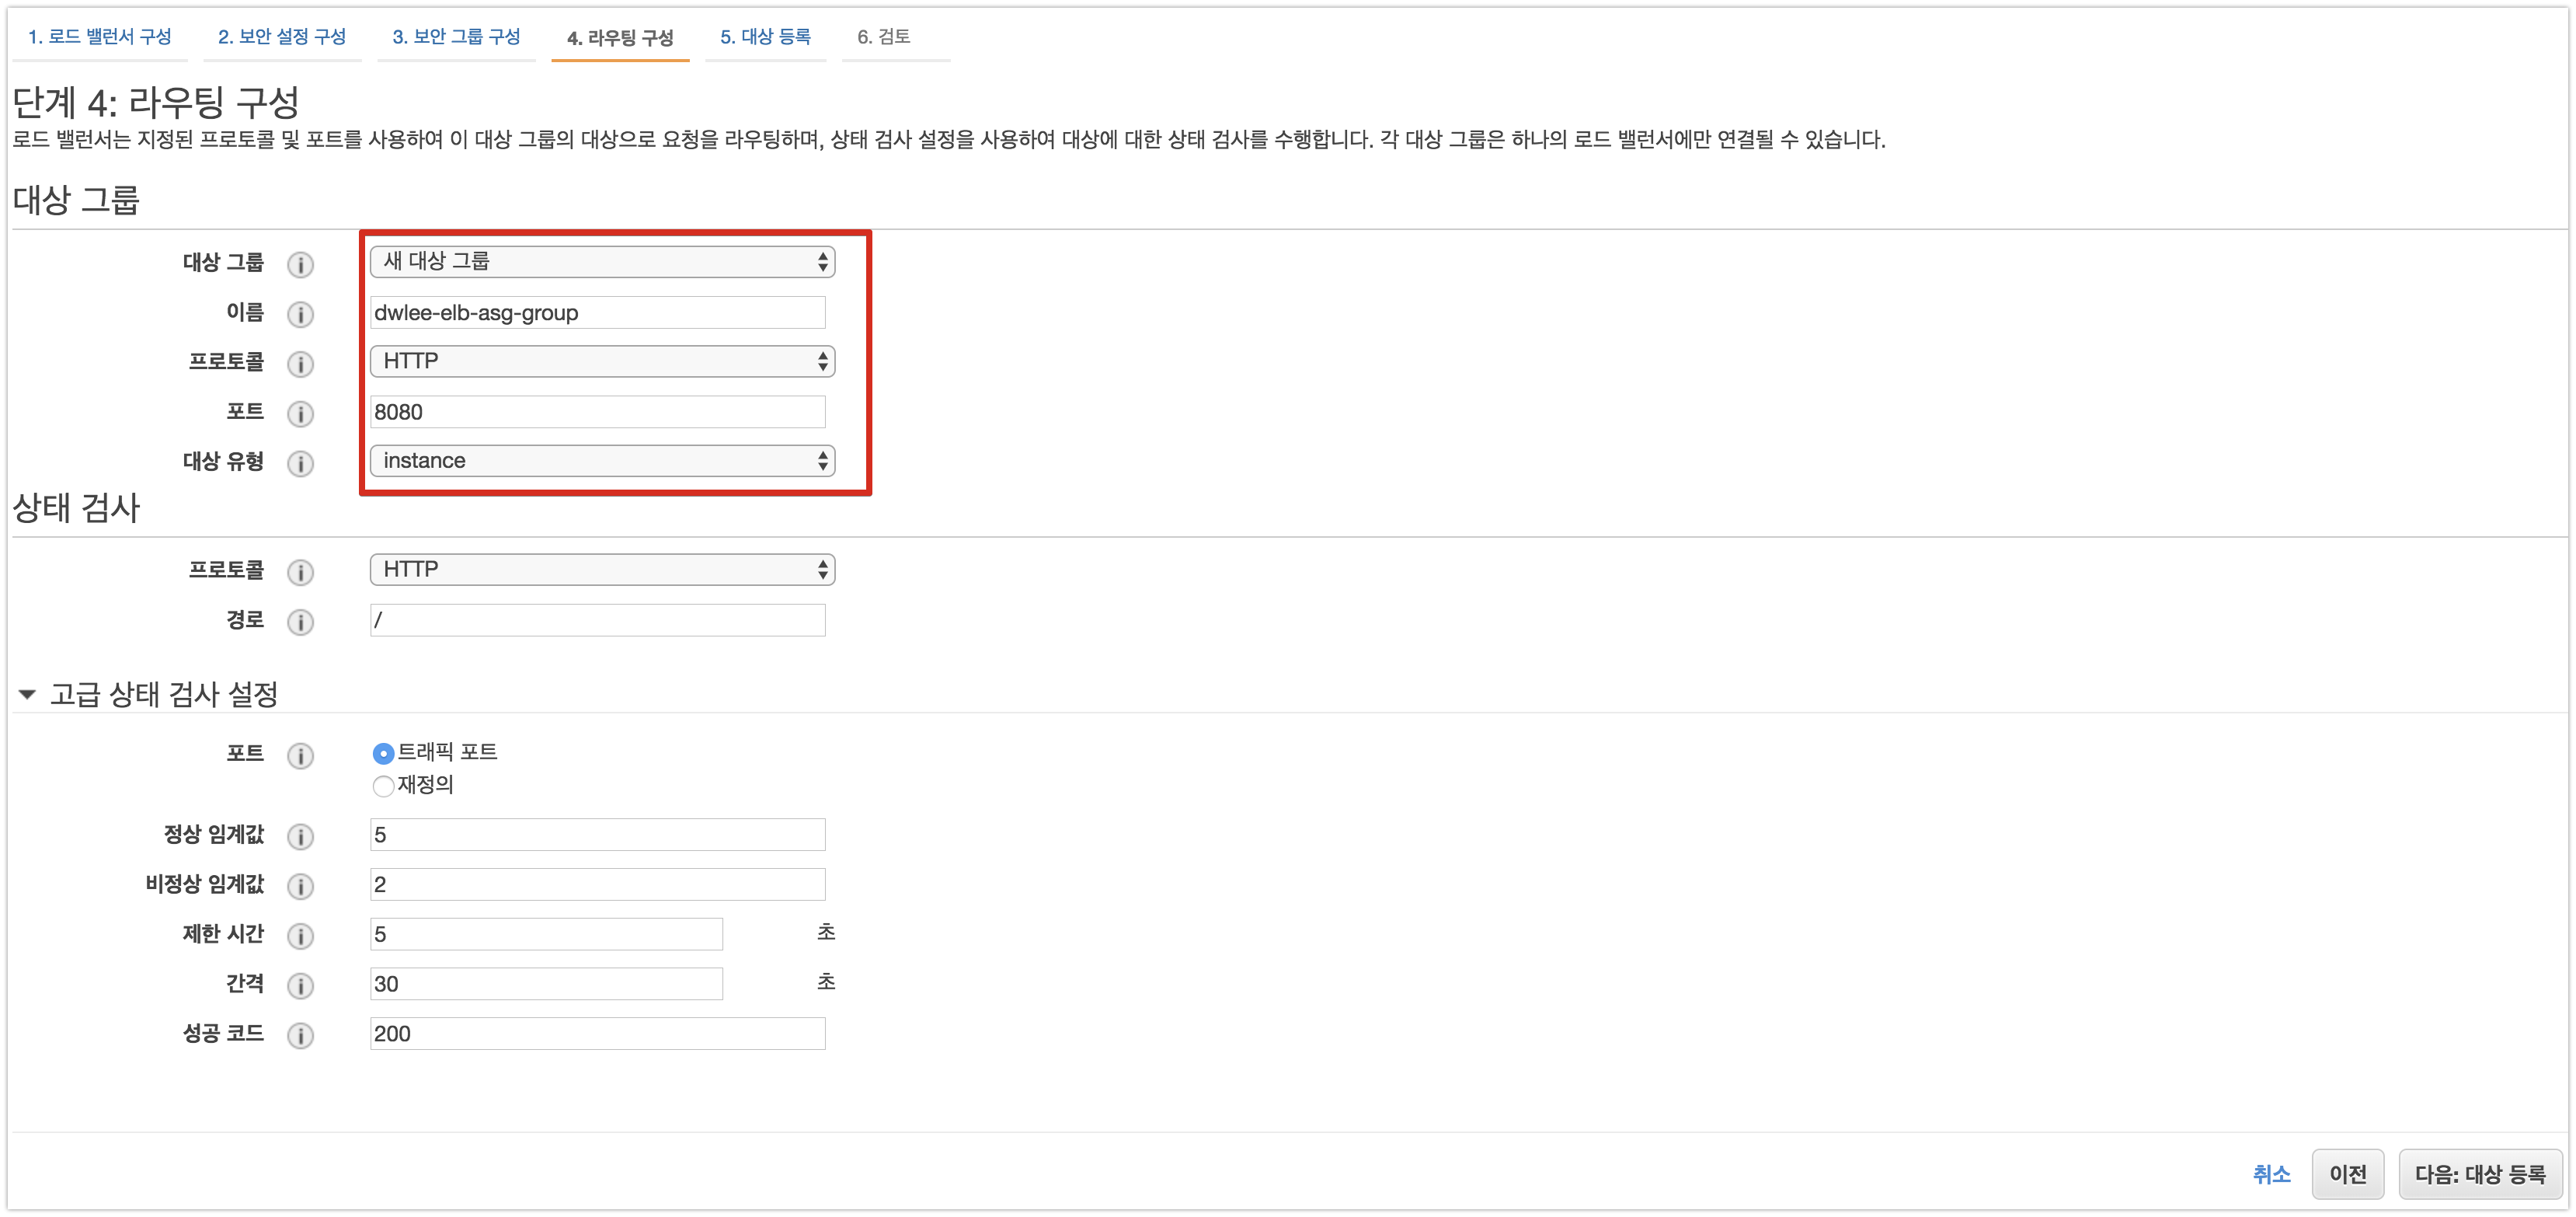 1. 로드 밸런서 구성 2. 보안 설정 구성 3. 보안 그룹 구성 4. 라우팅 구성 5. 대상 등록 6. 검토
단계 4: 라우팅 구성
로드 밸런서는 지정된 프로토콜 및 포트를 사용하여 이 대상 그룹의 대상으로 요청을 라우팅하며, 상태 검사 설정을 사용하여 대상에 대한 상태 검사를 수행합니다. 각 대상 그룹은 하나의 로드 밸런서에만 연결될 수 있습니다.
대상 그룹
대상 그룹 i 새 대상 그룹
이름 i dwlee-elb-asg-group
프로토콜 i HTTP
포트 i 8080
대상 유형 i instance
상태 검사
프로토콜 i HTTP
경로 i /
고급 상태 검사 설정
포트 i 트래픽 포트
재정의
정상 임계값 i 5
비정상 임계값 i 2
제한 시간 i 5 초
간격 i 30 초
성공 코드 i 200
취소 이전 다음: 대상 등록